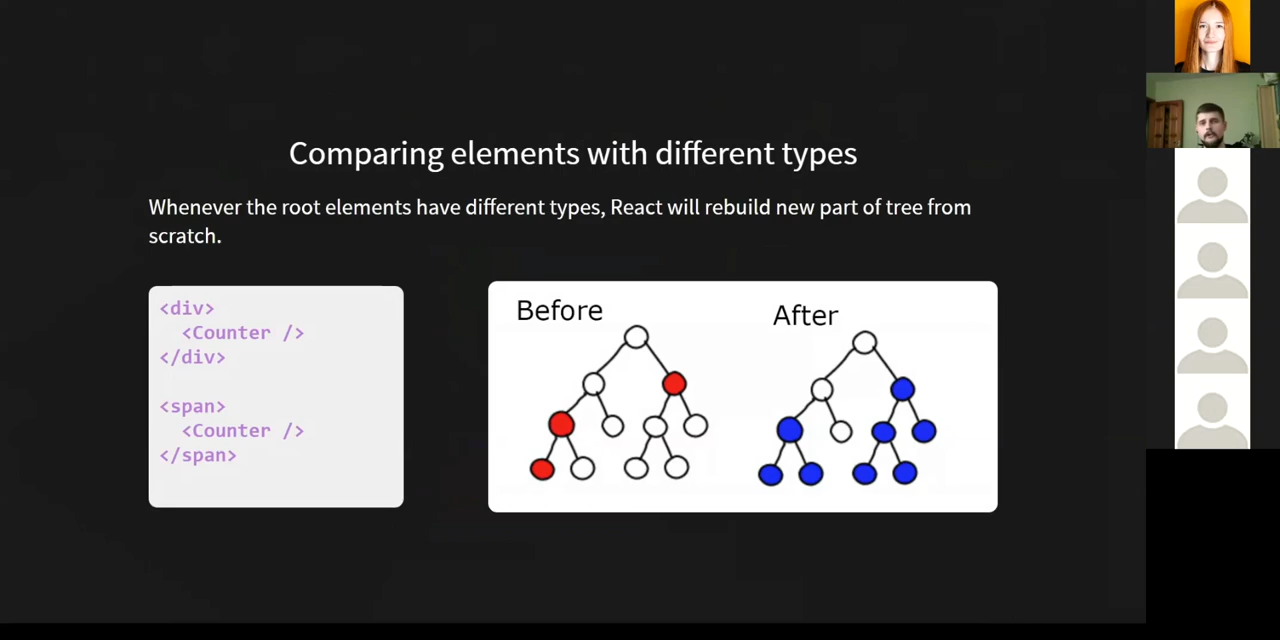 Comparing elements with different types
Whenever the root elements have different types, React will rebuild new part of tree from
scratch.
<div>
  <Counter />
</div>
<span>
  <Counter />
</span>
Before
After